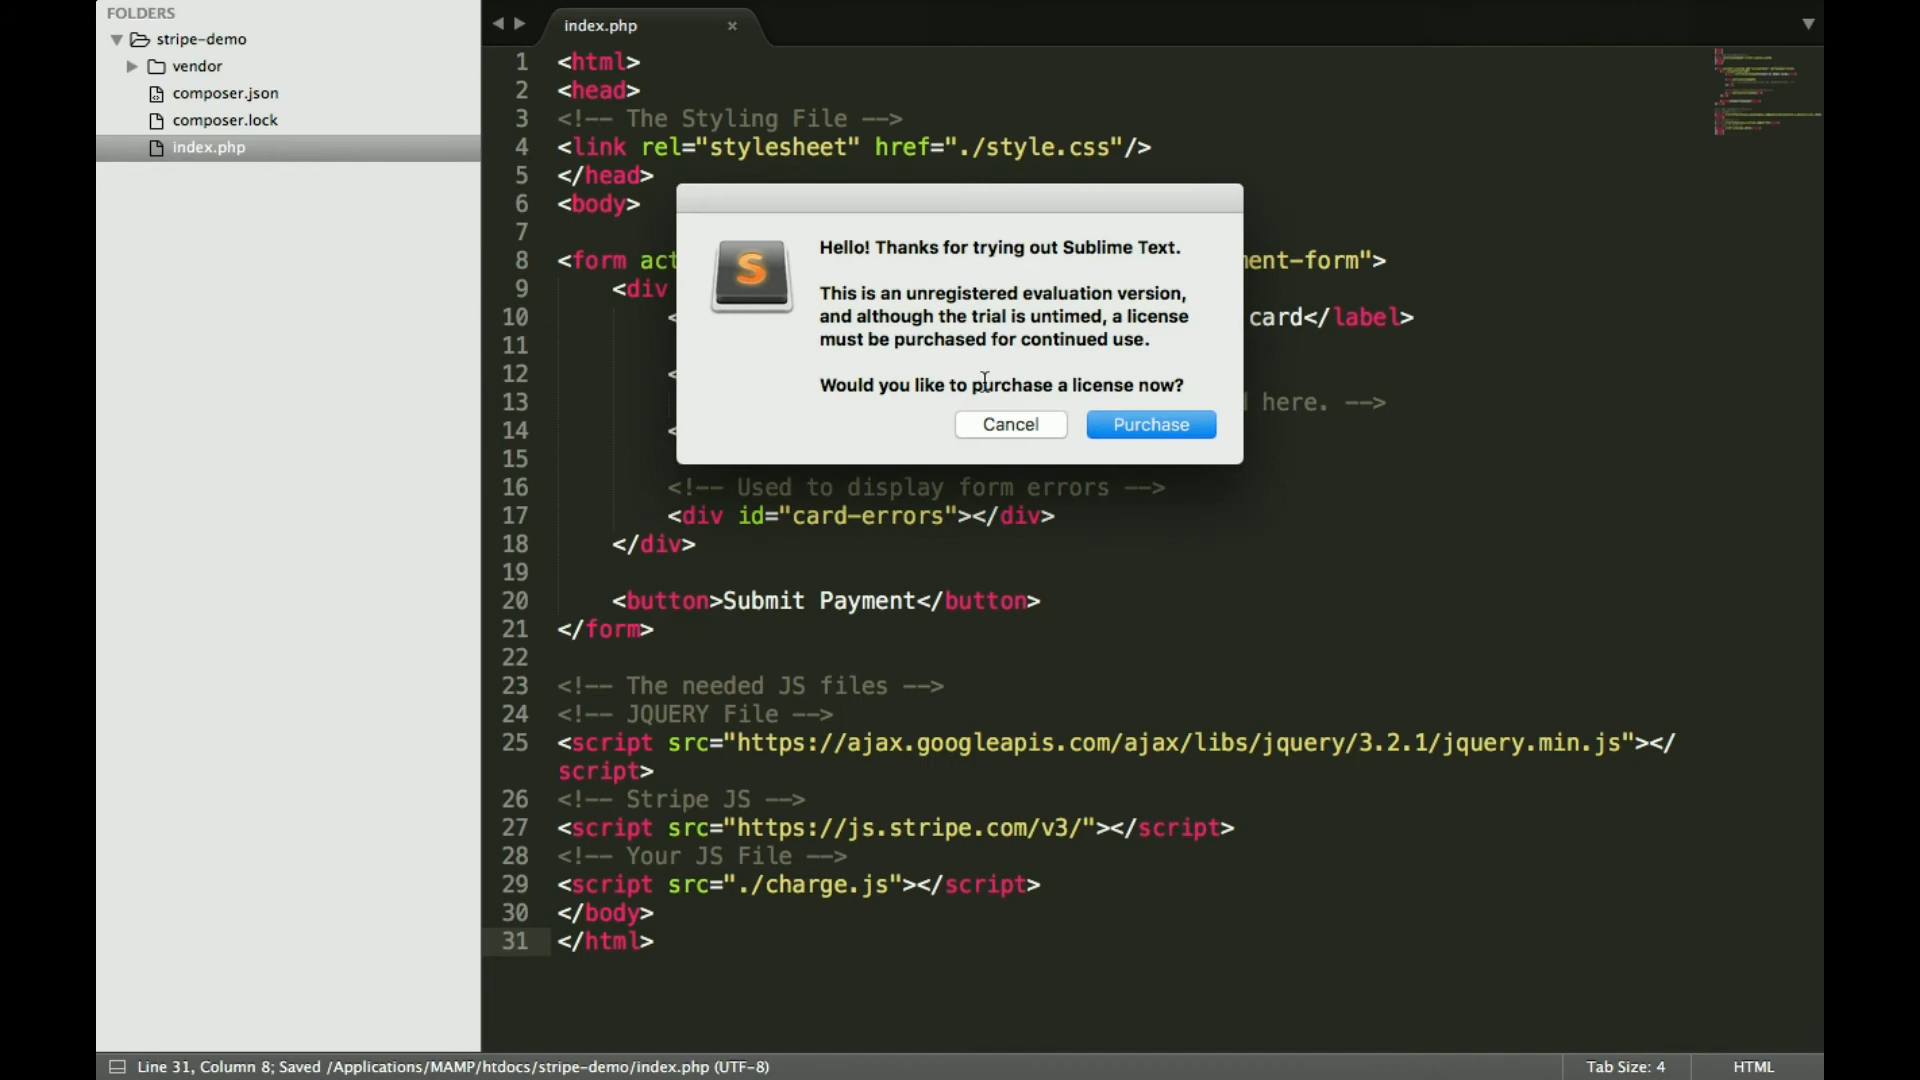 FOLDERS
stripe-demo
vendor
composer.json
composer.lock
index.php
index.php
1 <html>
2 <head>
3 <!-- The Styling File -->
4 <link rel="stylesheet" href="./style.css"/>
5 </head>
6 <body>
7
8 <form act ent-form">
9 <div
10 < card</label>
11
12 <
13 here. -->
14 <
15
16 <!-- Used to display form errors -->
17 <div id="card-errors"></div>
18 </div>
19
20 <button>Submit Payment</button>
21 </form>
22
23 <!-- The needed JS files -->
24 <!-- JQUERY File -->
25 <script src="https://ajax.googleapis.com/ajax/libs/jquery/3.2.1/jquery.min.js"></
script>
26 <!-- Stripe JS -->
27 <script src="https://js.stripe.com/v3/"></script>
28 <!-- Your JS File -->
29 <script src="./charge.js"></script>
30 </body>
31 </html>
Hello! Thanks for trying out Sublime Text.
This is an unregistered evaluation version,
and although the trial is untimed, a license
must be purchased for continued use.
Would you like to purchase a license now?
Cancel Purchase
Line 31, Column 8; Saved /Applications/MAMP/htdocs/stripe-demo/index.php (UTF-8)
Tab Size: 4
HTML